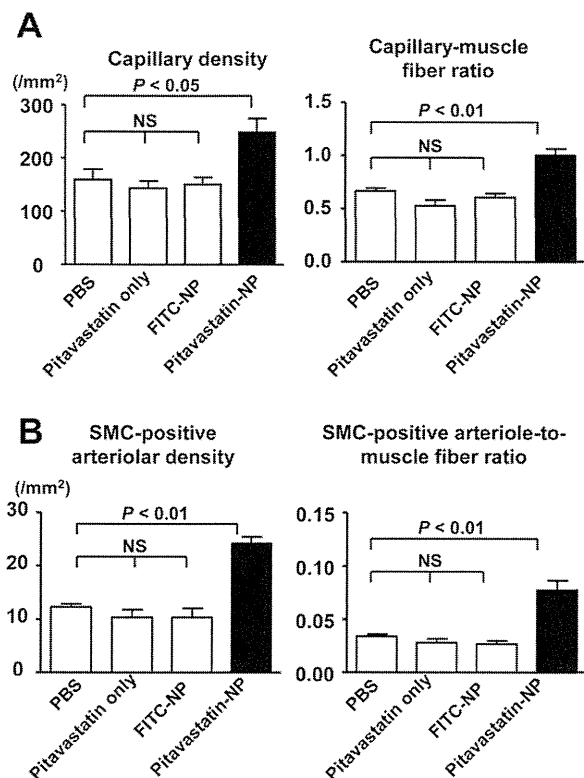 A
Capillary density
(/mm²)
P < 0.05
NS
300
200
100
0
PBS
Pitavastatin only
FITC-NP
Pitavastatin-NP
Capillary-muscle
fiber ratio
P < 0.01
NS
1.5
1.0
0.5
0.0
PBS
Pitavastatin only
FITC-NP
Pitavastatin-NP
B
SMC-positive
arteriolar density
(/mm²)
P < 0.01
NS
30
20
10
0
PBS
Pitavastatin only
FITC-NP
Pitavastatin-NP
SMC-positive arteriole-to-
muscle fiber ratio
P < 0.01
NS
0.15
0.10
0.05
0.00
PBS
Pitavastatin only
FITC-NP
Pitavastatin-NP